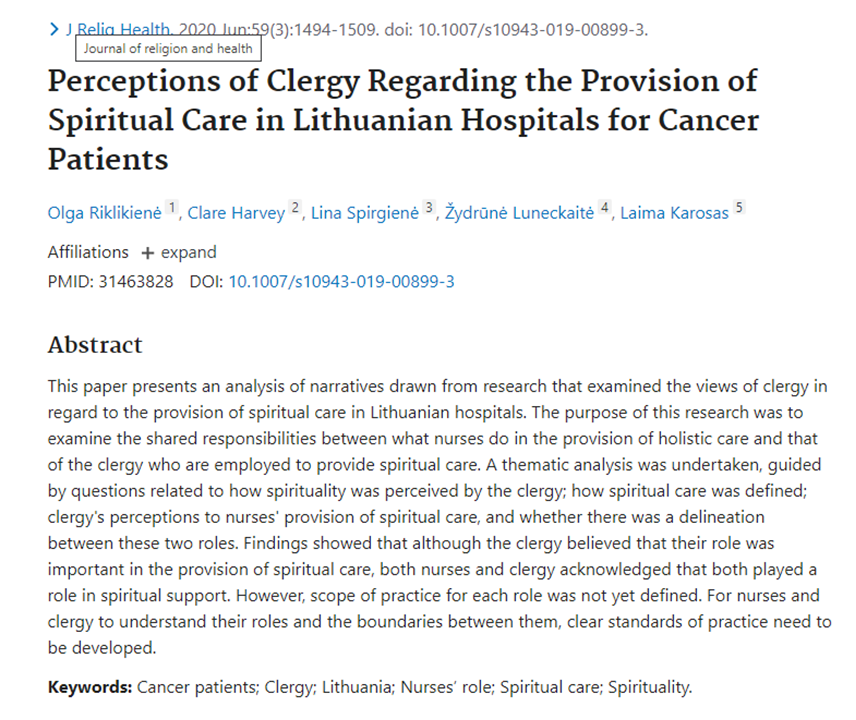 J Relig Health. 2020 Jun;59(3):1494-1509. doi: 10.1007/s10943-019-00899-3.
Journal of religion and health
Perceptions of Clergy Regarding the Provision of
Spiritual Care in Lithuanian Hospitals for Cancer
Patients
Olga Riklikienė 1, Clare Harvey 2, Lina Spirgienė 3, Žydrūnė Luneckaitė 4, Laima Karosas 5
Affiliations + expand
PMID: 31463828 DOI: 10.1007/s10943-019-00899-3
Abstract
This paper presents an analysis of narratives drawn from research that examined the views of clergy in
regard to the provision of spiritual care in Lithuanian hospitals. The purpose of this research was to
examine the shared responsibilities between what nurses do in the provision of holistic care and that
of the clergy who are employed to provide spiritual care. A thematic analysis was undertaken, guided
by questions related to how spirituality was perceived by the clergy; how spiritual care was defined;
clergy's perceptions to nurses' provision of spiritual care, and whether there was a delineation
between these two roles. Findings showed that although the clergy believed that their role was
important in the provision of spiritual care, both nurses and clergy acknowledged that both played a
role in spiritual support. However, scope of practice for each role was not yet defined. For nurses and
clergy to understand their roles and the boundaries between them, clear standards of practice need to
be developed.
Keywords: Cancer patients; Clergy; Lithuania; Nurses' role; Spiritual care; Spirituality.